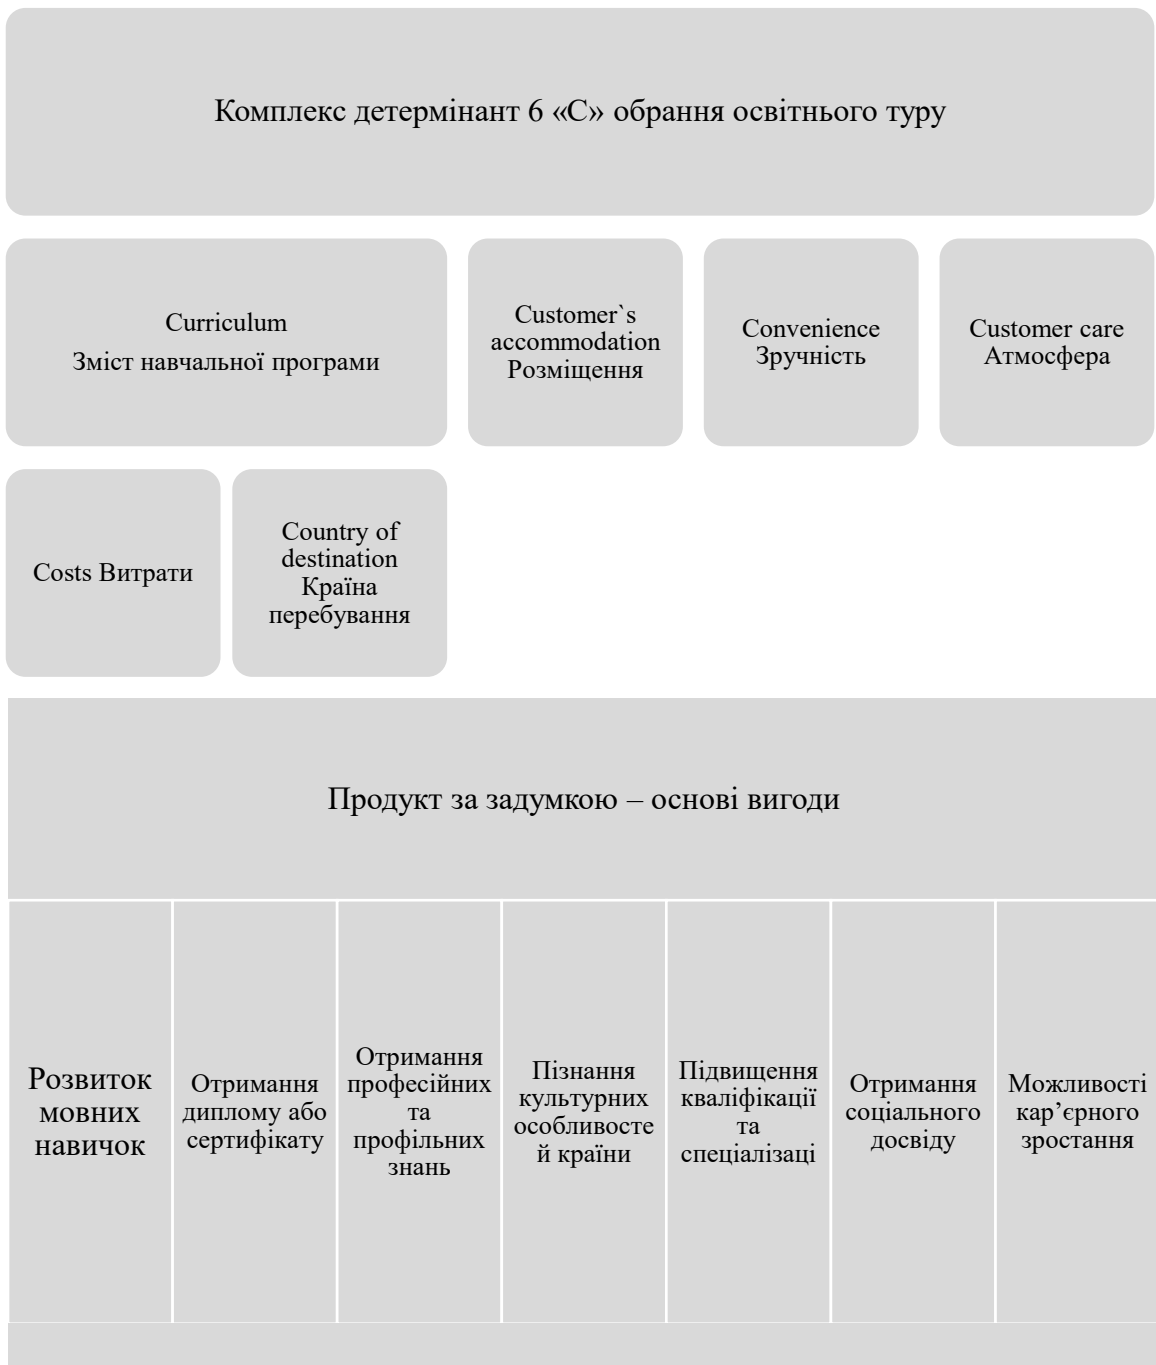 Комплекс детермінант 6 «С» обрання освітнього туру
Curriculum
Зміст навчальної програми
Customer`s
accommodation
Розміщення
Convenience
Зручність
Customer care
Атмосфера
Costs Витрати
Country of
destination
Країна
перебування
Продукт за задумкою – основі вигоди
Розвиток
мовних
навичок
Отримання
диплому або
сертифікату
Отримання
професійних
та
профільних
знань
Пізнання
культурних
особливосте
й країни
Підвищення
кваліфікації
та
спеціалізаці
Отримання
соціального
досвіду
Можливості
кар’єрного
зростання